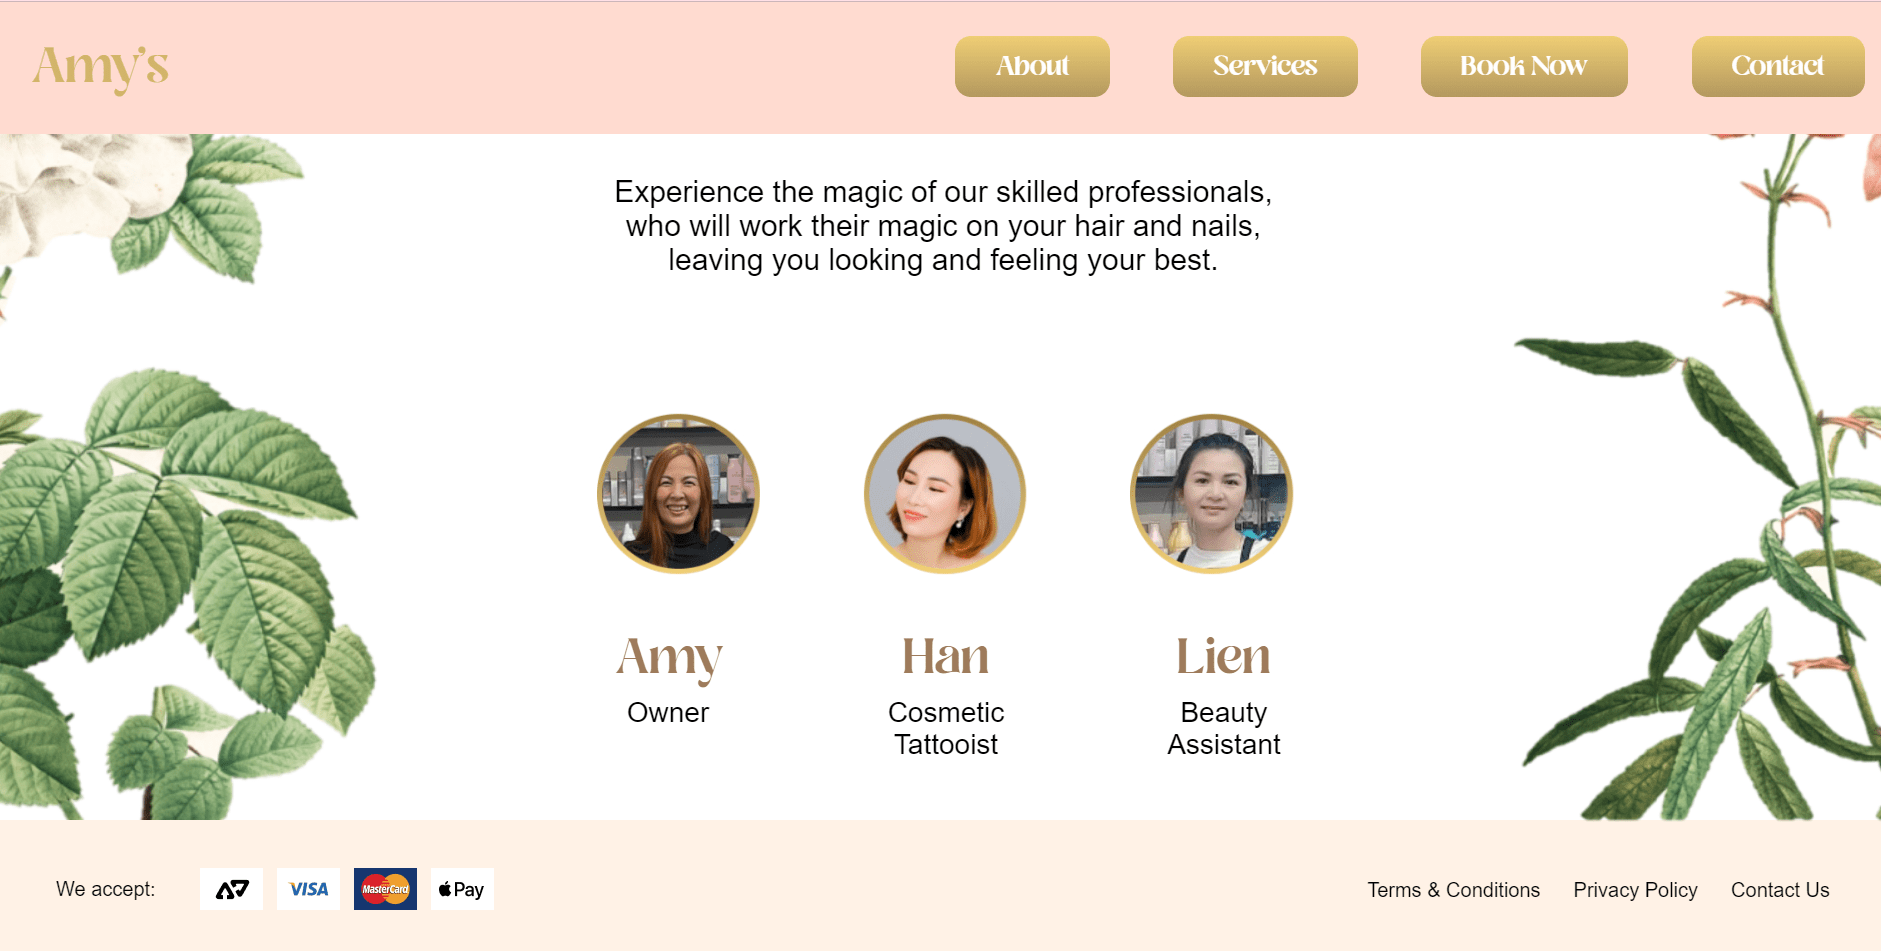 Amy's
About
Services
Book Now
Contact
Experience the magic of our skilled professionals,
who will work their magic on your hair and nails,
leaving you looking and feeling your best.
Amy
Owner
Han
Cosmetic
Tattooist
Lien
Beauty
Assistant
We accept:
VISA
MasterCard
Pay
Terms & Conditions
Privacy Policy
Contact Us